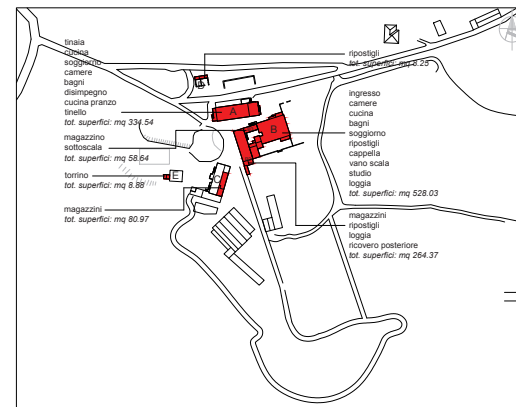 tinaia
cucina
soggiorno
camere
bagni
disimpegno
cucina pranzo
tinello
tot. superfici: mq 334.54
magazzino
sottoscala
tot. superfici: mq 58.64
torrino
tot. superfici: mq 8.88
magazzini
tot. superfici: mq 80.97
D
A
B
C
E
ripostigli
tot. superfici: mq 8.25
ingresso
camere
cucina
bagni
soggiorno
ripostigli
cappella
vano scala
studio
loggia
tot. superfici: mq 528.03
magazzini
ripostigli
loggia
ricovero posteriore
tot. superfici: mq 264.37